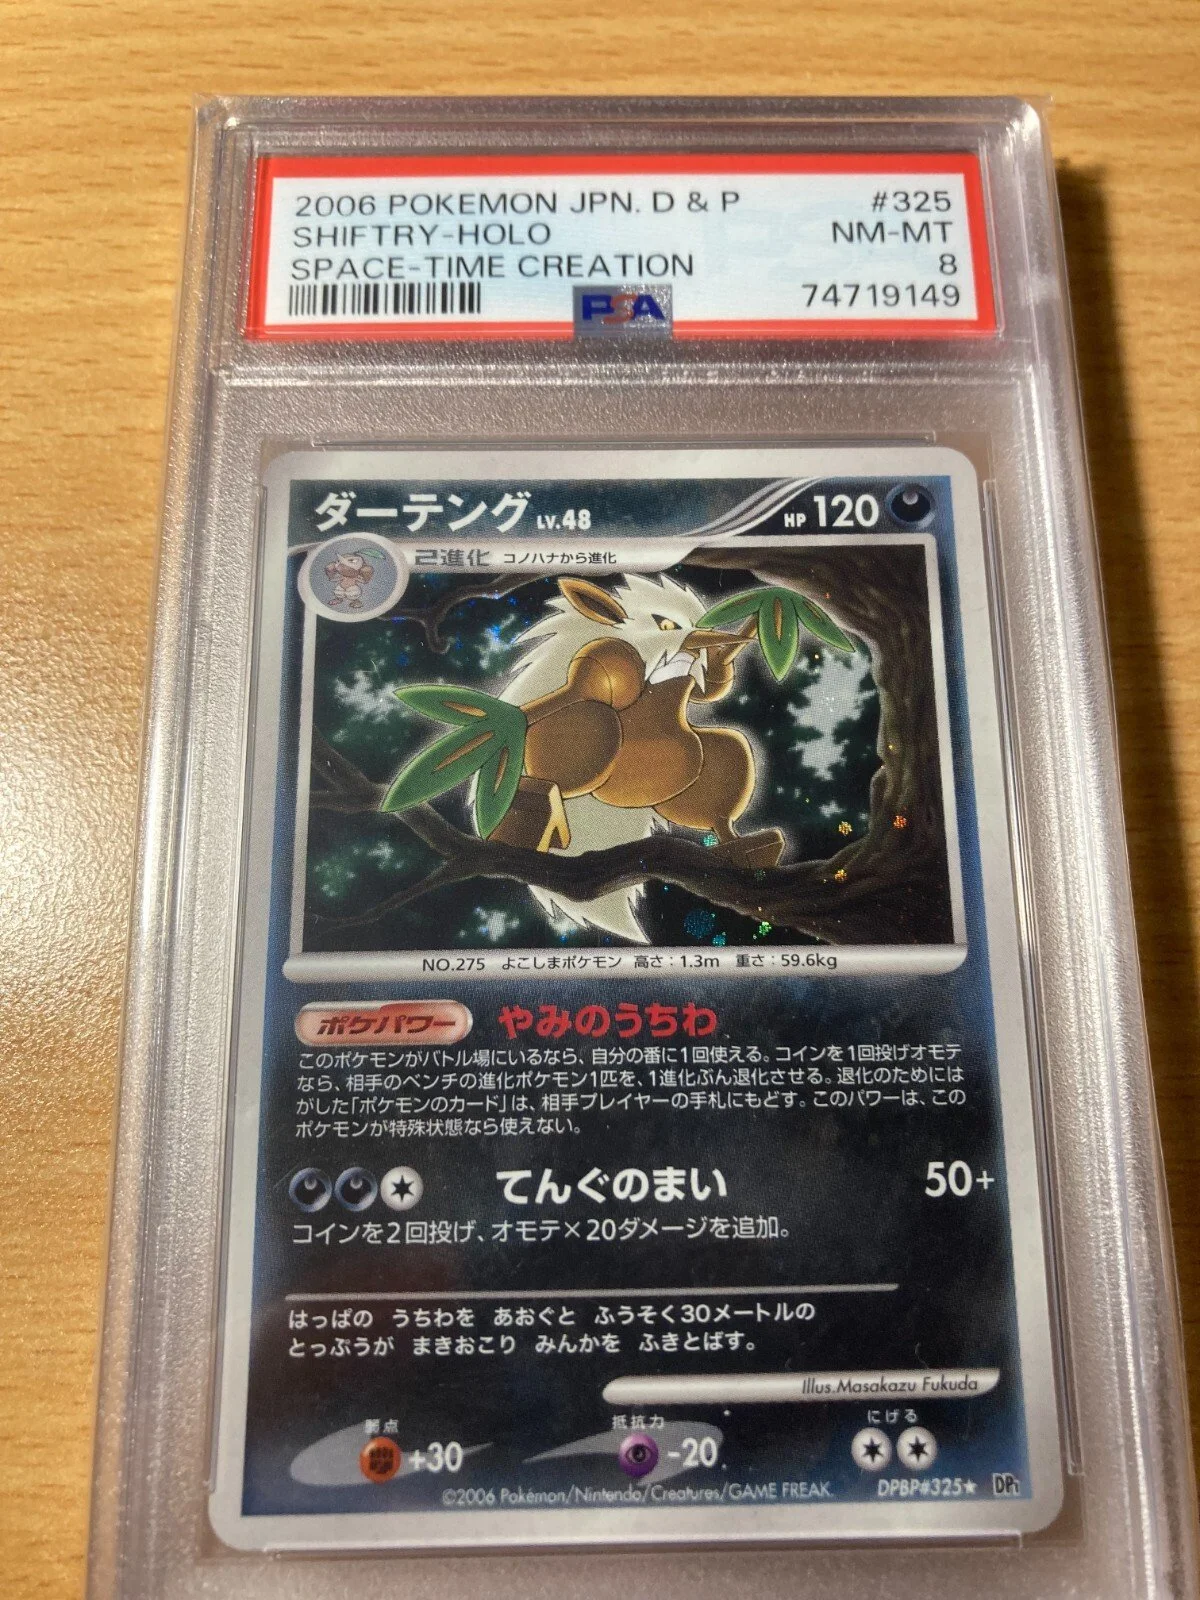 2006 POKEMON JPN. D & P #325
SHIFTRY-HOLO NM-MT
SPACE-TIME CREATION 8
PSA 74719149
ダーテング LV.48 HP 120
2進化 コノハナから進化
NO.275 よこしまポケモン 高さ：1.3m 重さ：59.6kg
ポケパワー やみのうちわ
このポケモンがバトル場にいるなら、自分の番に1回使える。コインを1回投げオモテ
なら、相手のベンチの進化ポケモン1匹を、1進化ぶん退化させる。退化のためには
がした「ポケモンのカード」は、相手プレイヤーの手札にもどす。このパワーは、この
ポケモンが特殊状態なら使えない。
てんぐのまい 50+
コインを2回投げ、オモテ×20ダメージを追加。
はっぱの うちわを あおぐと ふうそく30メートルの
とっぷうが まきおこり みんかを ふきとばす。
Illus.Masakazu Fukuda
弱点 抵抗力 にげる
+30 -20
©2006 Pokémon/Nintendo/Creatures/GAME FREAK. DPBP#325★ DP1